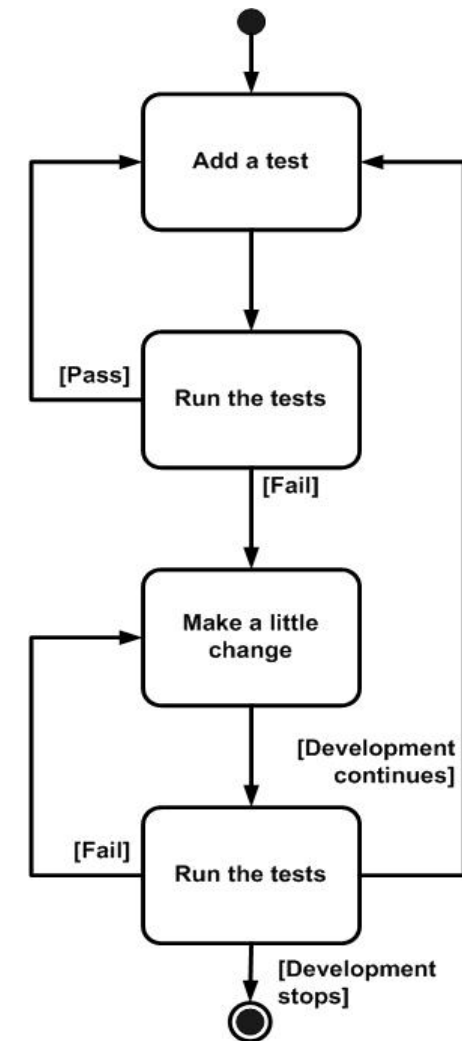 Add a test
[Pass]
Run the tests
[Fail]
Make a little
change
[Development
continues]
[Fail]
Run the tests
[Development
stops]